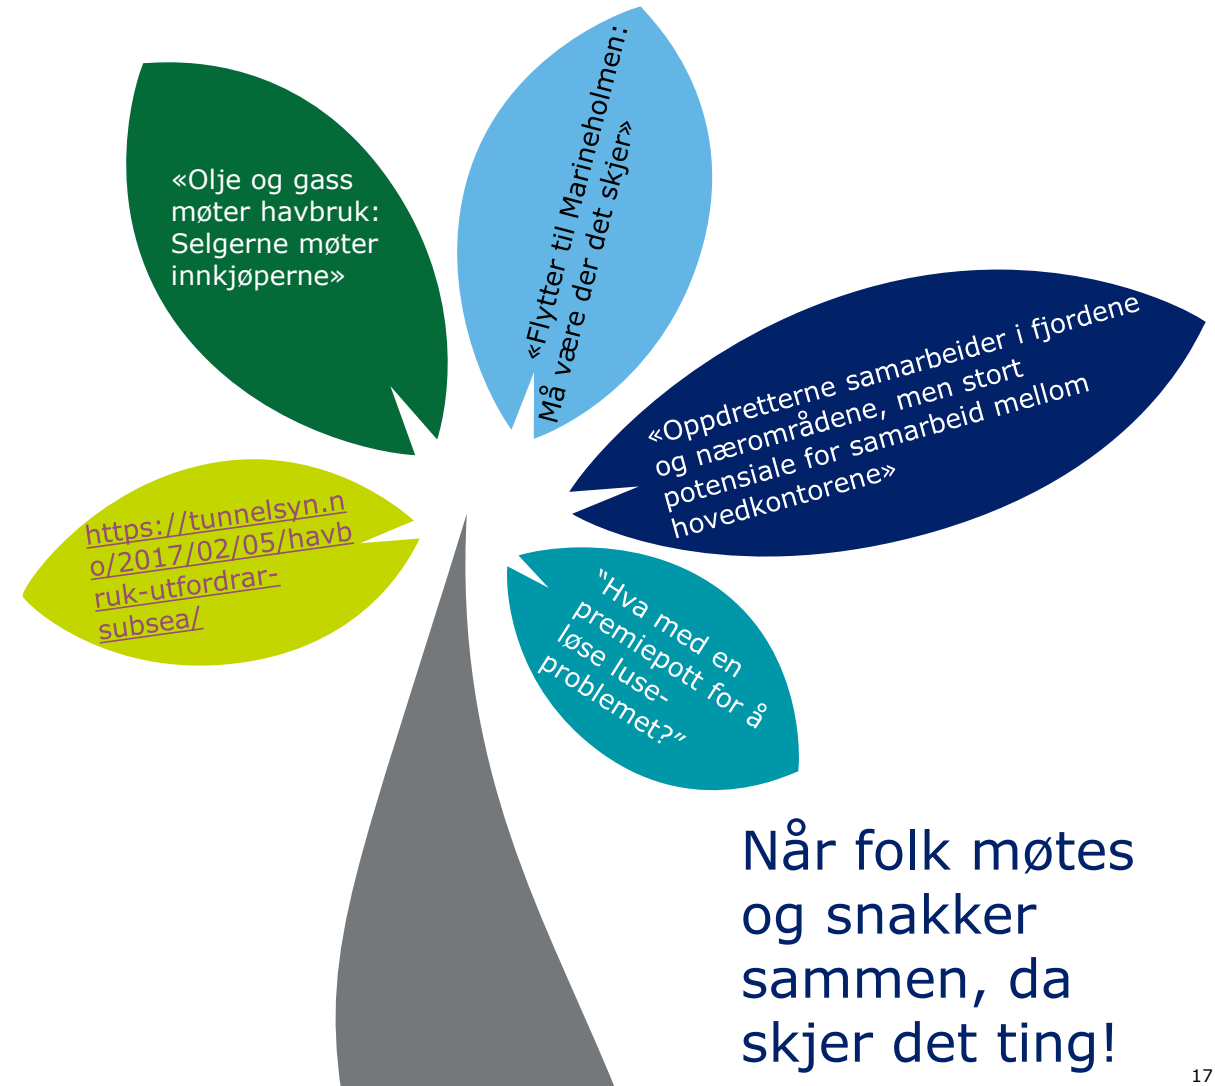 «Olje og gass
møter havbruk:
Selgerne møter
innkjøperne»
«Flytter til Marineholmen:
Må være der det skjer»
«Oppdretterne samarbeider i fjordene
og nærområdene, men stort
potensiale for samarbeid mellom
hovedkontorene»
https://tunnelsyn.n
o/2017/02/05/havb
ruk-utfordrar-
subsea/
“Hva med en
premiepott for å
løse luse-
problemet?”
Når folk møtes
og snakker
sammen, da
skjer det ting!
17